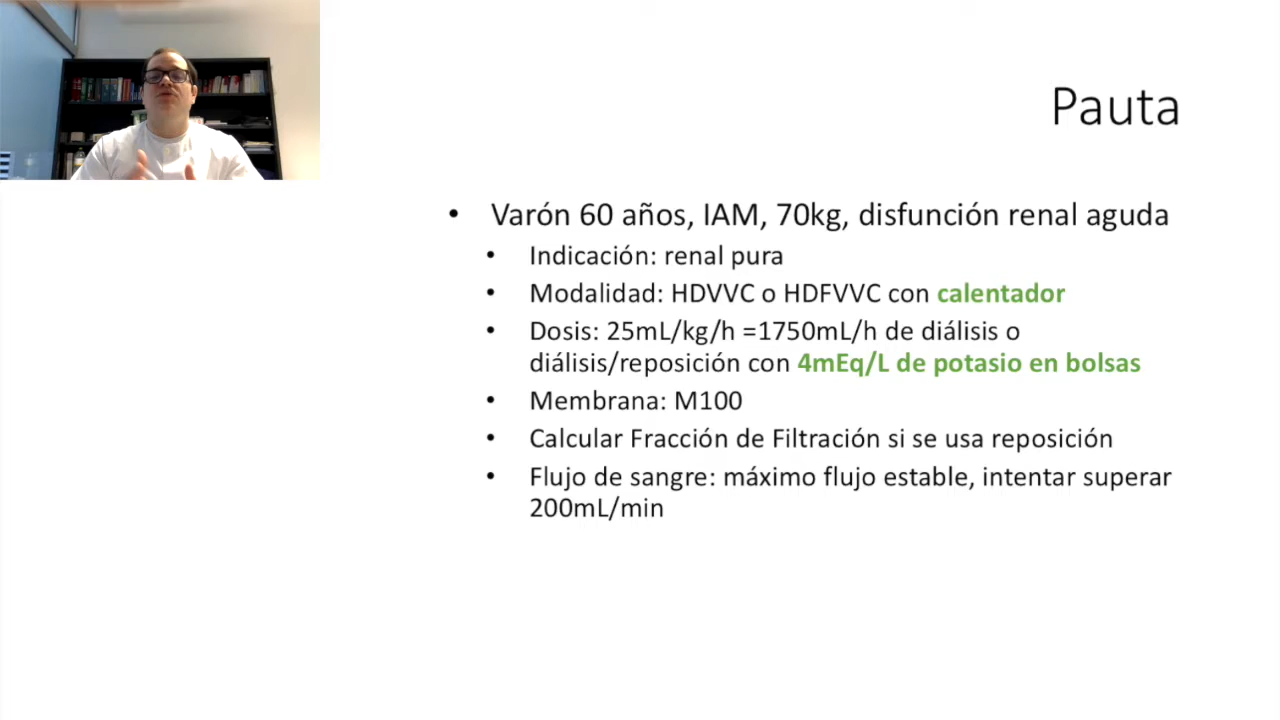 Pauta
• Varón 60 años, IAM, 70kg, disfunción renal aguda
• Indicación: renal pura
• Modalidad: HDVVC o HDFVVC con calentador
• Dosis: 25mL/kg/h =1750mL/h de diálisis o
diálisis/reposición con 4mEq/L de potasio en bolsas
• Membrana: M100
• Calcular Fracción de Filtración si se usa reposición
• Flujo de sangre: máximo flujo estable, intentar superar
200mL/min